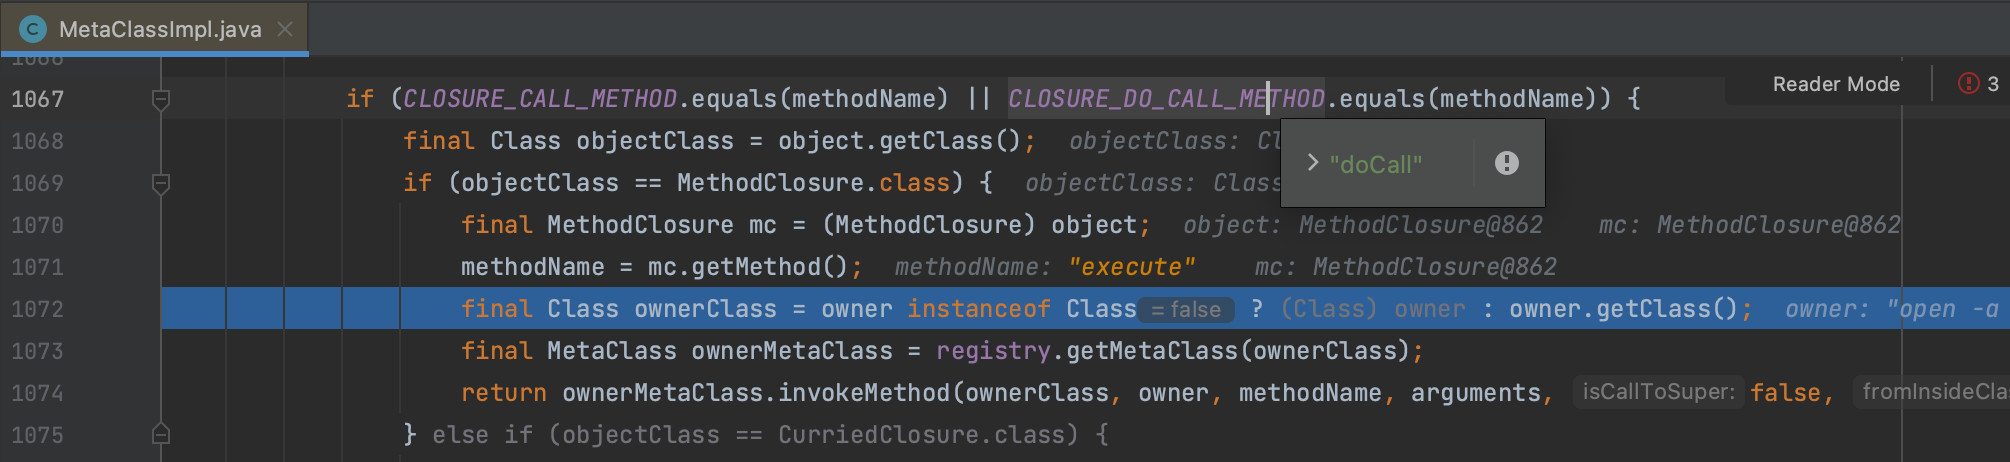 MetaClassImpl.java
1066
1067 if (CLOSURE_CALL_METHOD.equals(methodName) || CLOSURE_DO_CALL_METHOD.equals(methodName)) { Reader Mode 3
1068 final Class objectClass = object.getClass(); objectClass: Cl
"doCall"
1069 if (objectClass == MethodClosure.class) { objectClass: Class
1070 final MethodClosure mc = (MethodClosure) object; object: MethodClosure@862 mc: MethodClosure@862
1071 methodName = mc.getMethod(); methodName: "execute" mc: MethodClosure@862
1072 final Class ownerClass = owner instanceof Class = false ? (Class) owner : owner.getClass(); owner: "open -a
1073 final MetaClass ownerMetaClass = registry.getMetaClass(ownerClass);
1074 return ownerMetaClass.invokeMethod(ownerClass, owner, methodName, arguments, isCallToSuper: false, fromInsideCla
1075 } else if (objectClass == CurriedClosure.class) {